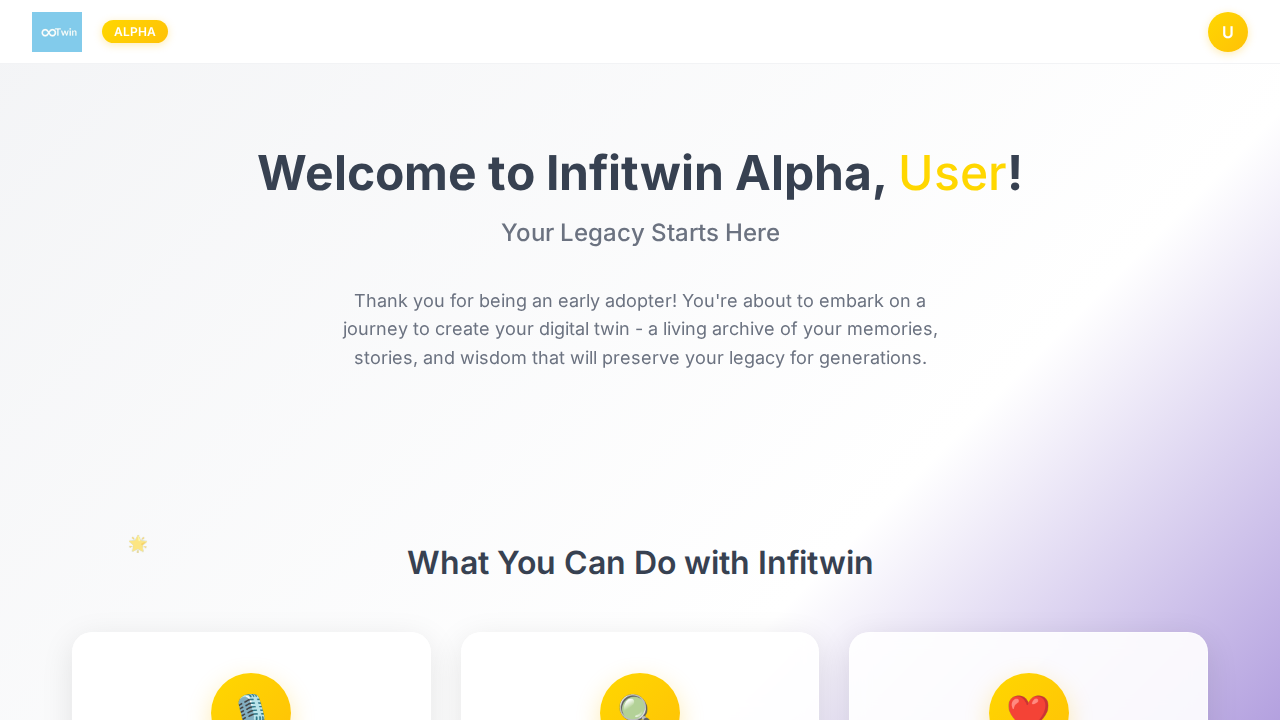 Twin
ALPHA
U
Welcome to Infitwin Alpha, User!
Your Legacy Starts Here
Thank you for being an early adopter! You're about to embark on a
journey to create your digital twin - a living archive of your memories,
stories, and wisdom that will preserve your legacy for generations.
What You Can Do with Infitwin